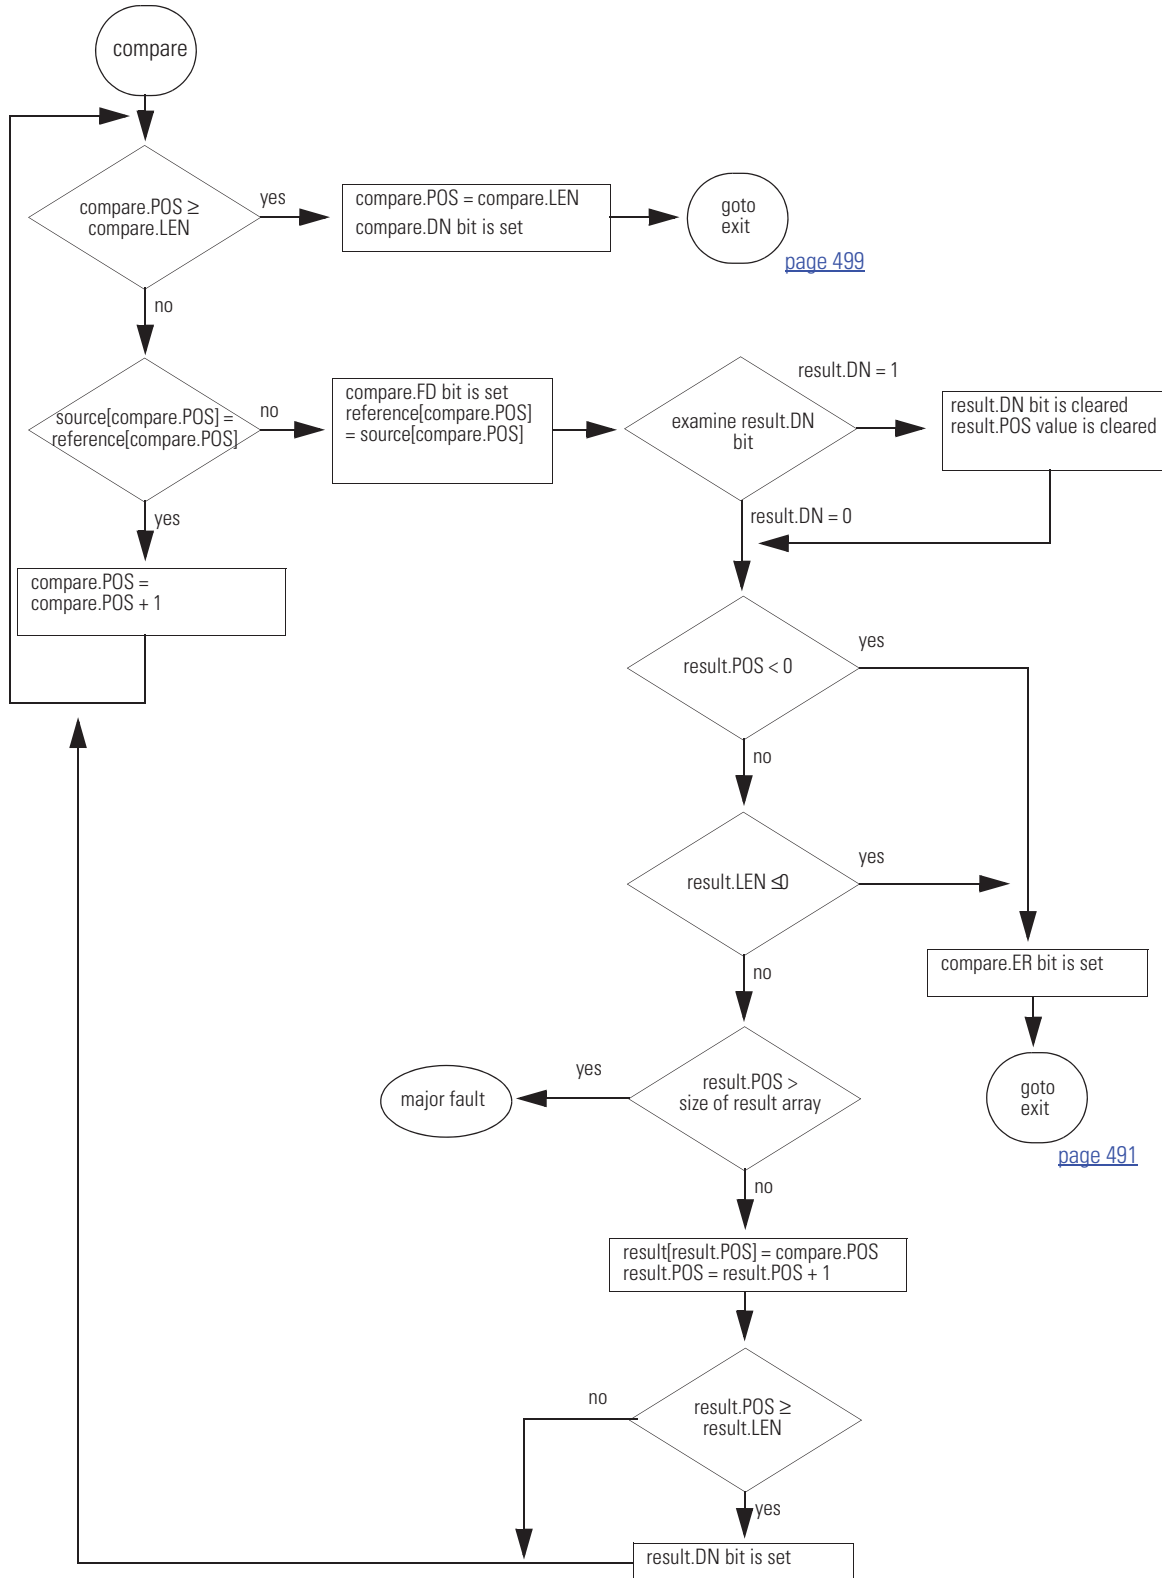 compare
compare.POS ≥
compare.LEN
yes
compare.POS = compare.LEN
compare.DN bit is set
goto
exit
page 499
no
source[compare.POS] =
reference[compare.POS]
no
compare.FD bit is set
reference[compare.POS]
= source[compare.POS]
examine result.DN
bit
result.DN = 1
result.DN bit is cleared
result.POS value is cleared
yes
result.DN = 0
compare.POS =
compare.POS + 1
result.POS < 0
yes
no
result.LEN ≤0
yes
compare.ER bit is set
no
goto
exit
page 491
result.POS >
size of result array
yes
major fault
no
result[result.POS] = compare.POS
result.POS = result.POS + 1
result.POS ≥
result.LEN
no
yes
result.DN bit is set